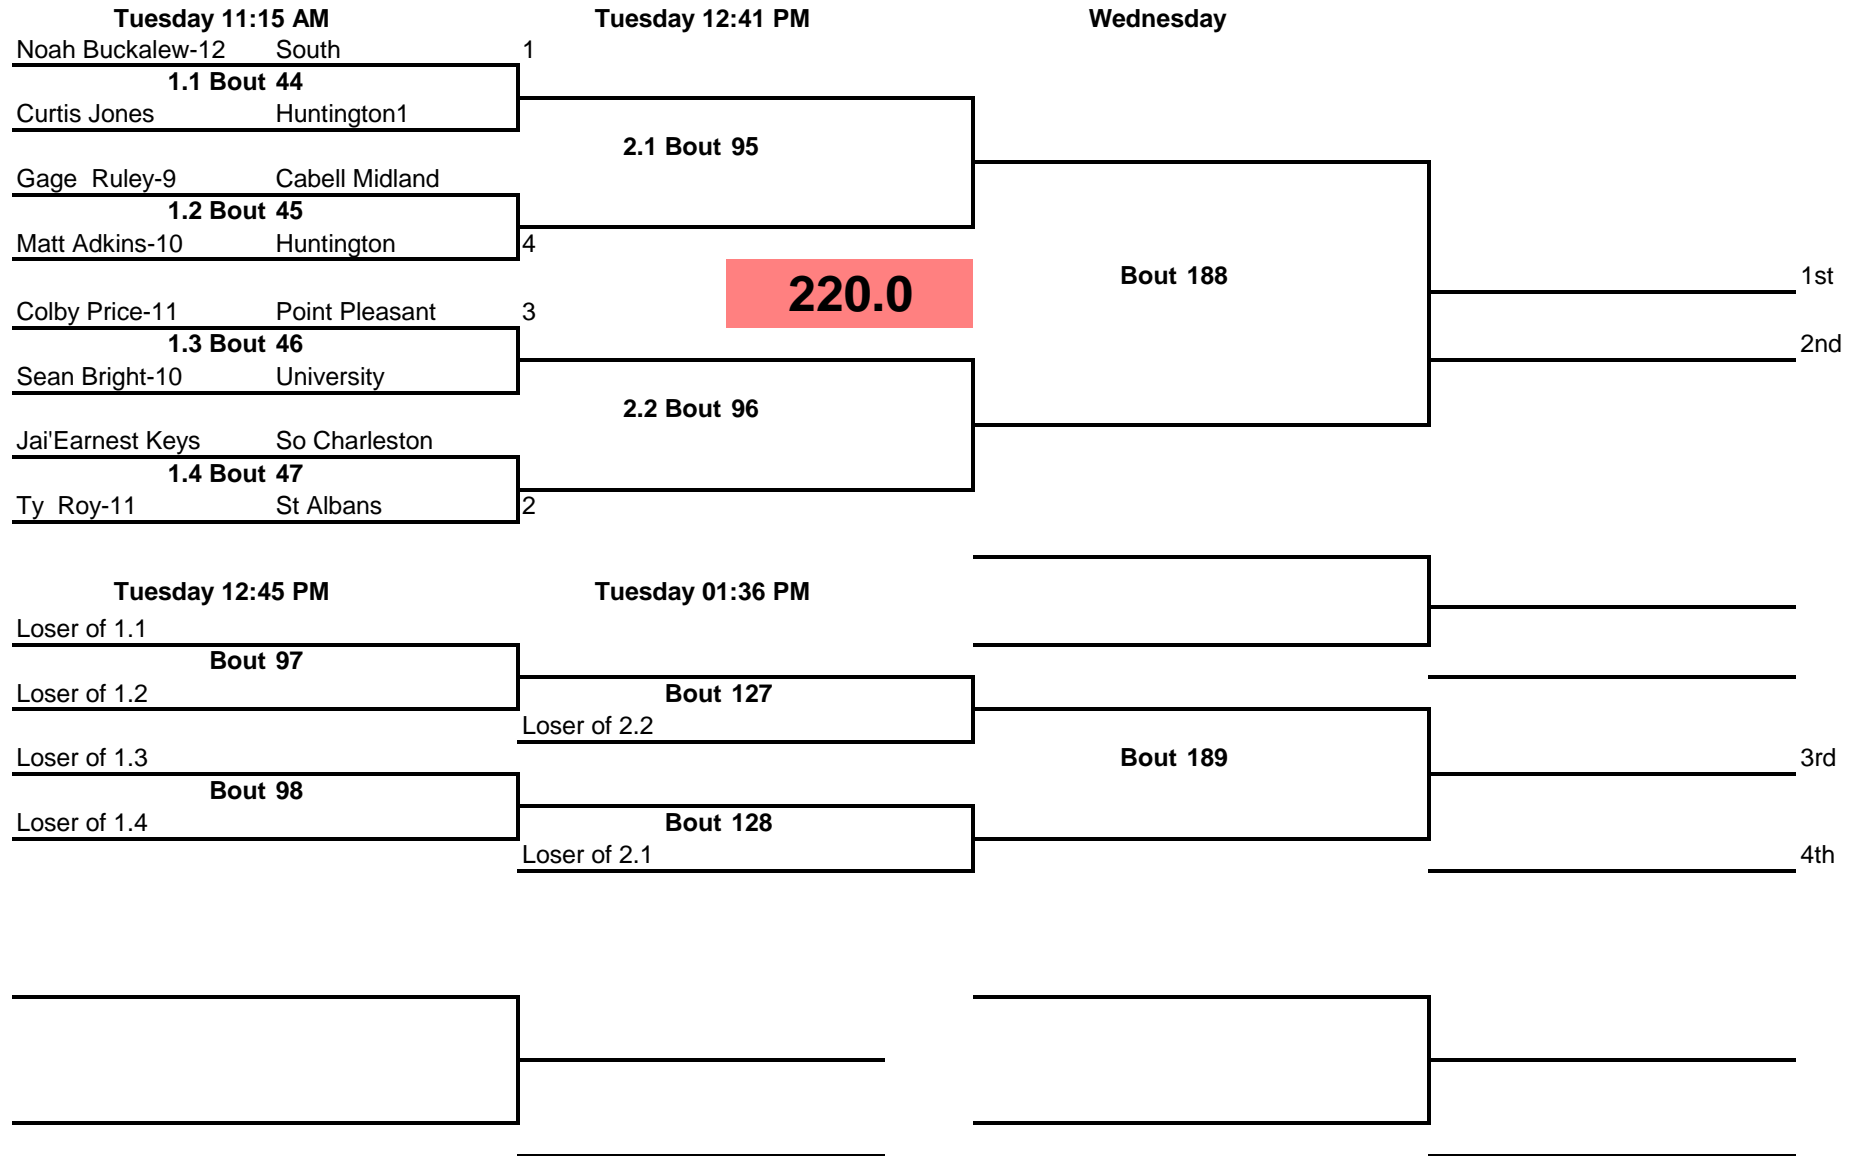 Tuesday 11:15 AM Tuesday 12:41 PM Wednesday
Noah Buckalew-12 South 1
1.1 Bout 44
Curtis Jones Huntington1
2.1 Bout 95
Gage  Ruley-9 Cabell Midland
1.2 Bout 45
Matt Adkins-10 Huntington 4
220.0 Bout 188 1st
Colby Price-11 Point Pleasant 3
1.3 Bout 46 2nd
Sean Bright-10 University
2.2 Bout 96
Jai'Earnest Keys So Charleston
1.4 Bout 47
Ty  Roy-11 St Albans 2
Tuesday 12:45 PM Tuesday 01:36 PM
Loser of 1.1
Bout 97
Loser of 1.2 Bout 127
Loser of 2.2
Loser of 1.3 Bout 189 3rd
Bout 98
Loser of 1.4 Bout 128
Loser of 2.1 4th